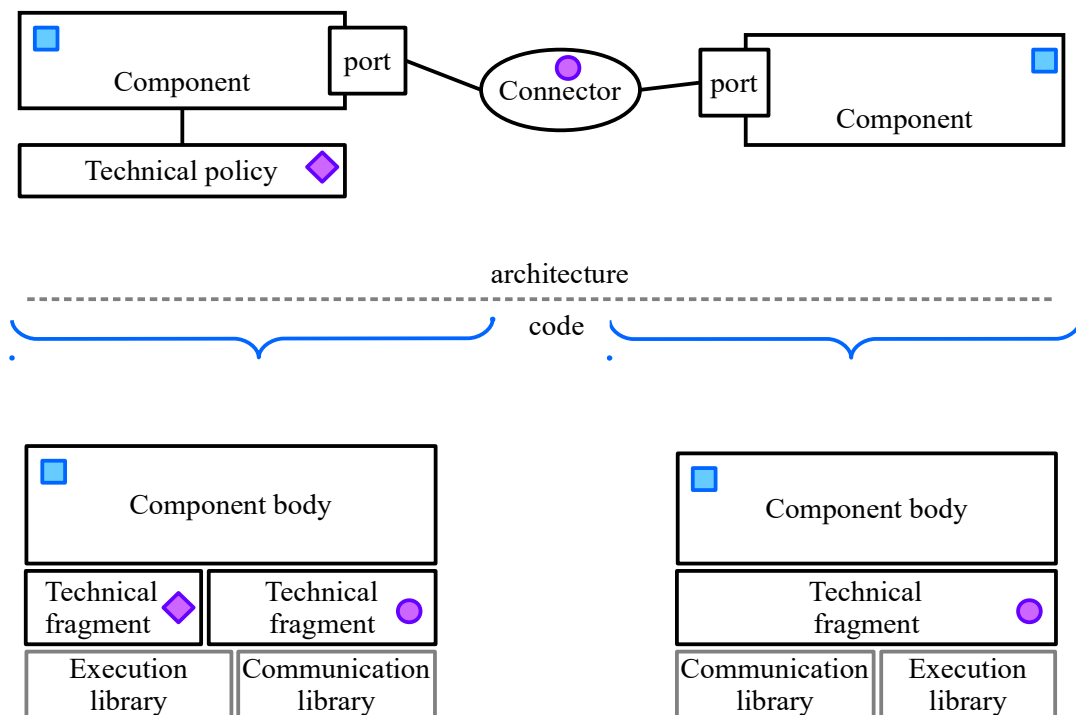 Component
port
Connector
port
Component
Technical policy
architecture
code
Component body
Component body
Technical
fragment
Technical
fragment
Technical
fragment
Execution
library
Communication
library
Communication
library
Execution
library